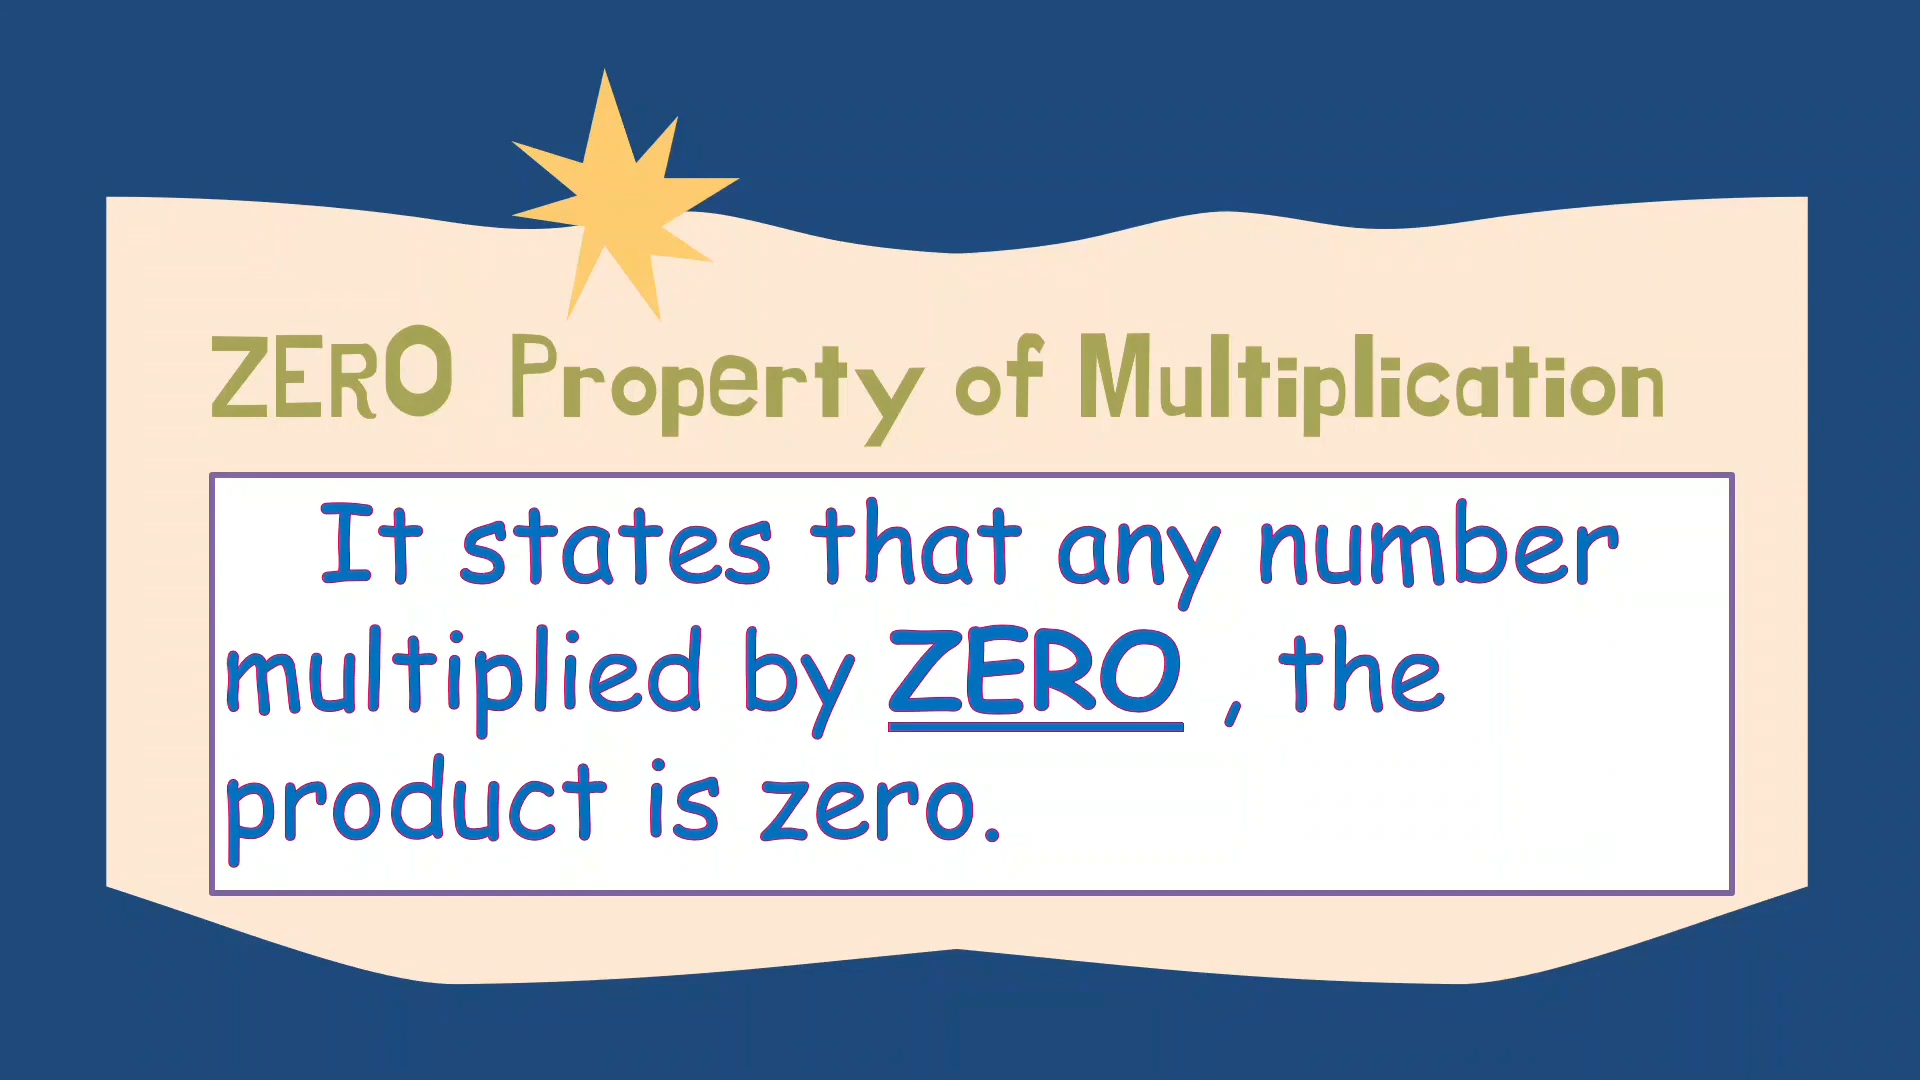 ZERO Property of Multiplication
It states that any number
multiplied by ZERO , the
product is zero.